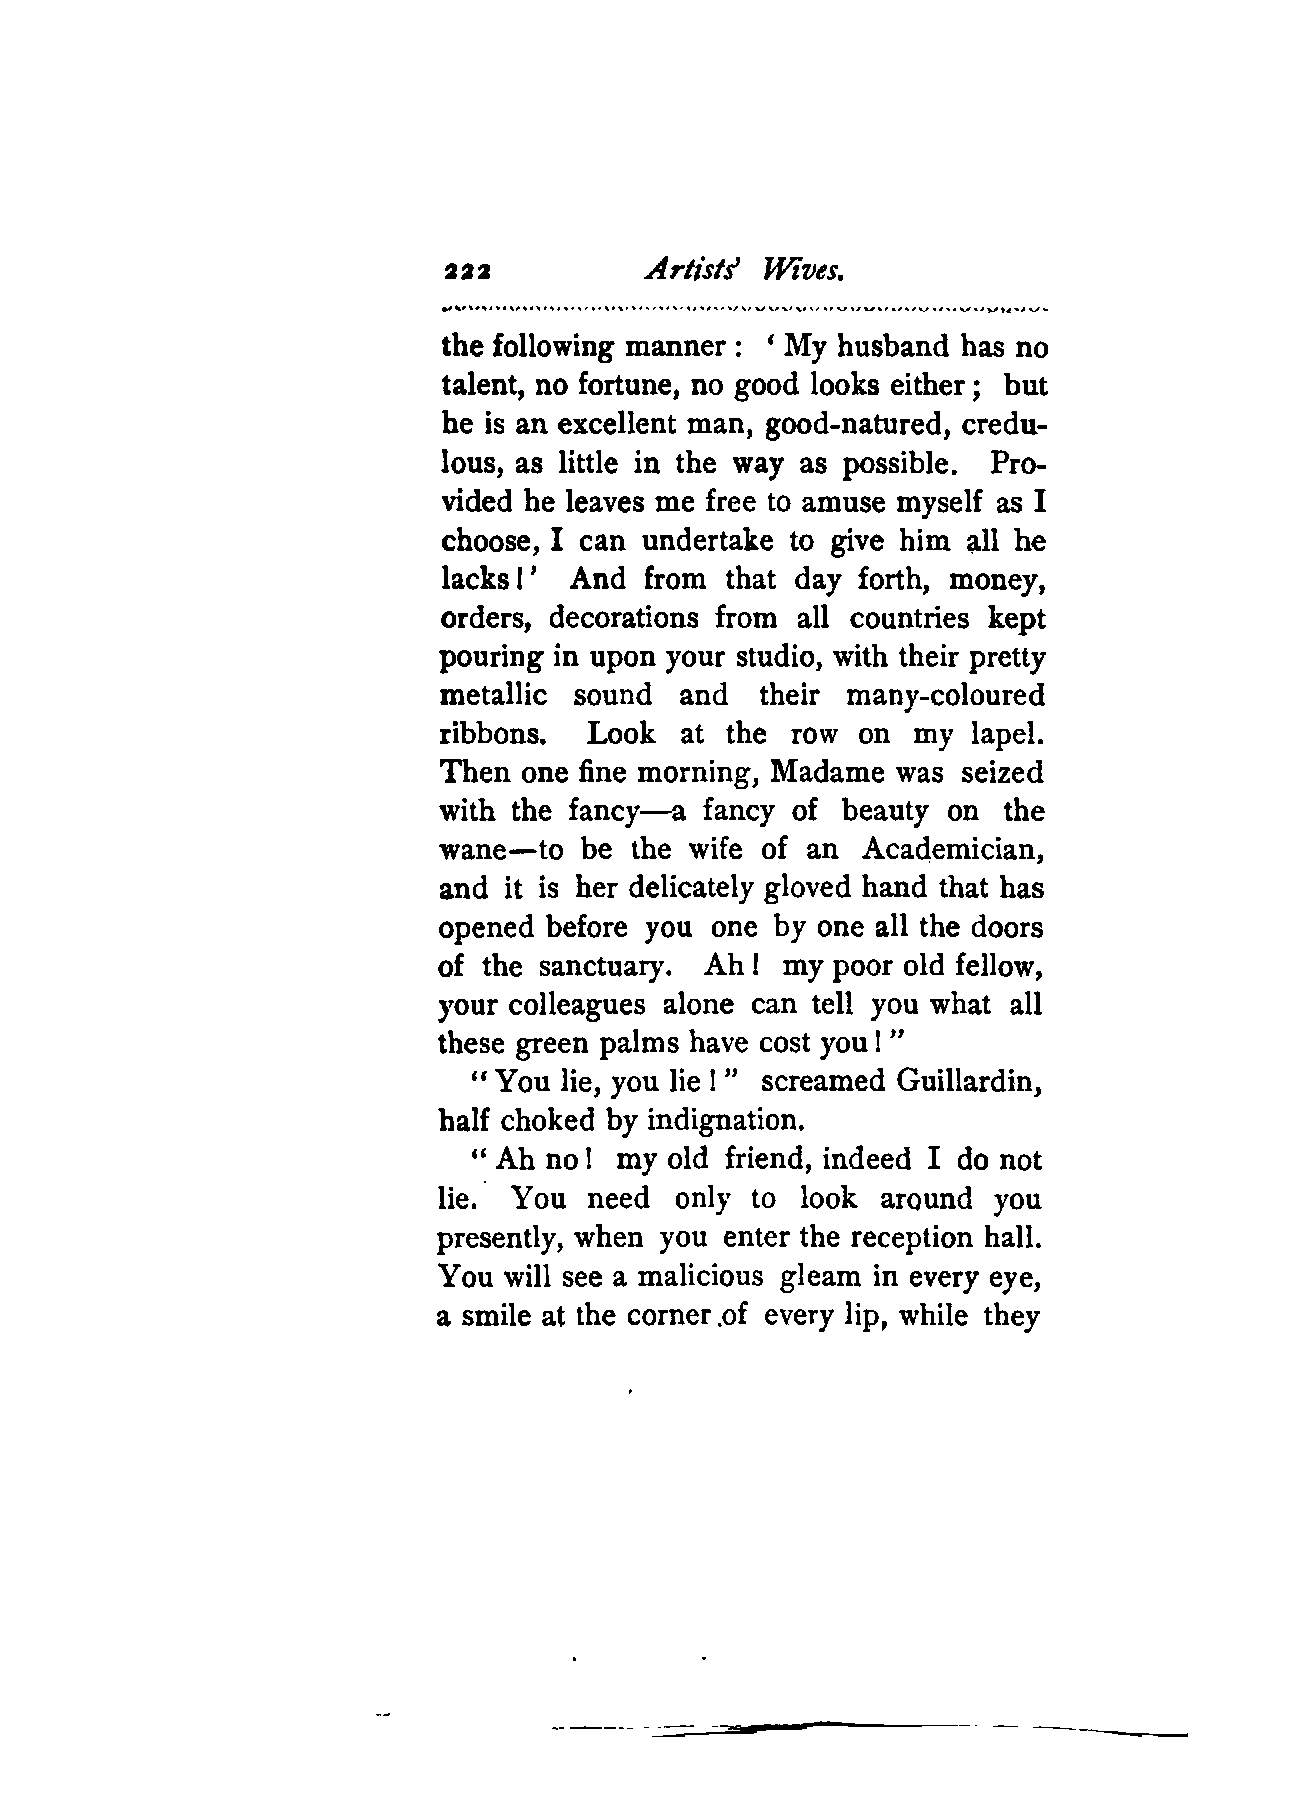 222 Artists' Wives.
the following manner : ‘ My husband has no
talent, no fortune, no good looks either ; but
he is an excellent man, good-natured, credu-
lous, as little in the way as possible. Pro-
vided he leaves me free to amuse myself as I
choose, I can undertake to give him all he
lacks ! ’ And from that day forth, money,
orders, decorations from all countries kept
pouring in upon your studio, with their pretty
metallic sound and their many-coloured
ribbons. Look at the row on my lapel.
Then one fine morning, Madame was seized
with the fancy—a fancy of beauty on the
wane—to be the wife of an Academician,
and it is her delicately gloved hand that has
opened before you one by one all the doors
of the sanctuary. Ah ! my poor old fellow,
your colleagues alone can tell you what all
these green palms have cost you ! ”
“ You lie, you lie ! ” screamed Guillardin,
half choked by indignation.
“ Ah no ! my old friend, indeed I do not
lie. You need only to look around you
presently, when you enter the reception hall.
You will see a malicious gleam in every eye,
a smile at the corner of every lip, while they